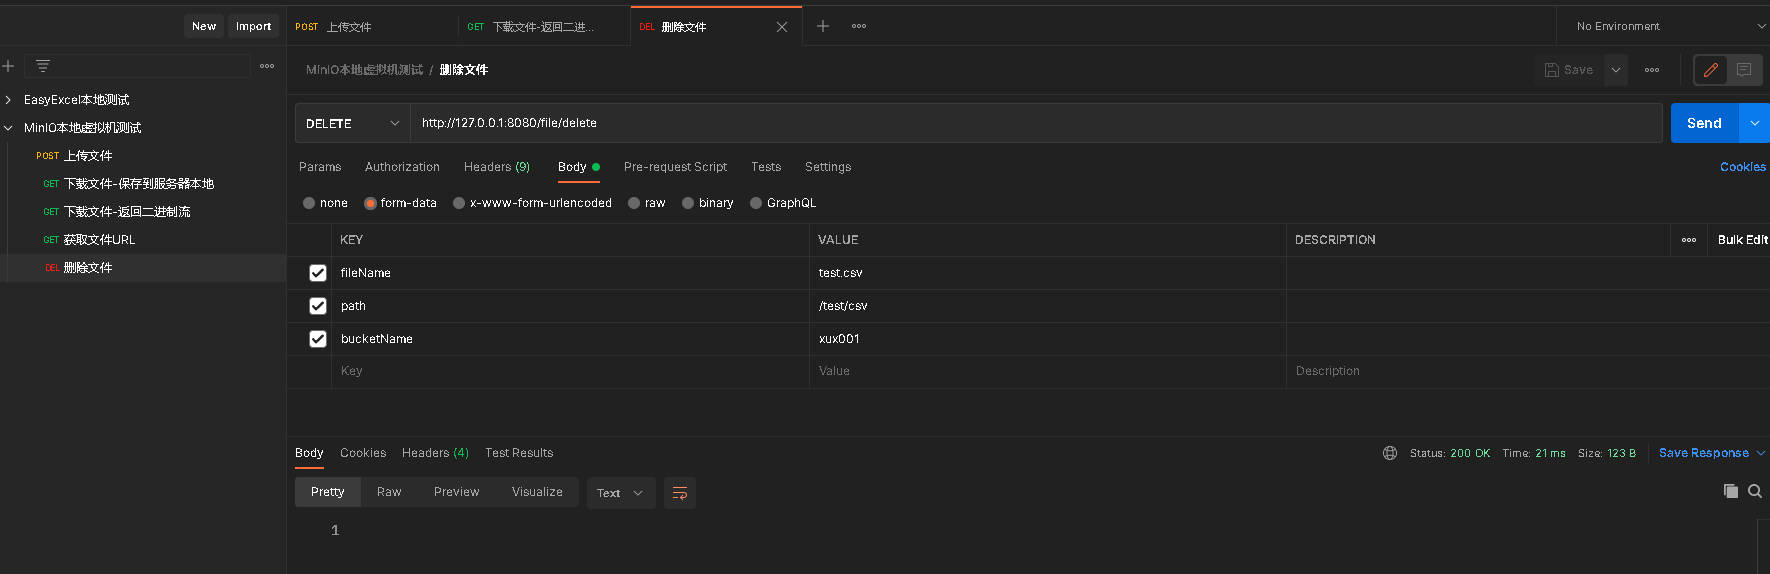 New Import
POST 上传文件 GET 下载文件-返回二进... DEL 删除文件 No Environment
MinIO本地虚拟机测试 / 删除文件 Save
EasyExcel本地测试
MinIO本地虚拟机测试
POST 上传文件
GET 下载文件-保存到服务器本地
GET 下载文件-返回二进制流
GET 获取文件URL
DEL 删除文件
DELETE http://127.0.0.1:8080/file/delete Send
Params Authorization Headers (9) Body Pre-request Script Tests Settings Cookies
none form-data x-www-form-urlencoded raw binary GraphQL
KEY VALUE DESCRIPTION Bulk Edit
fileName test.csv
path /test/csv
bucketName xux001
Key Value Description
Body Cookies Headers (4) Test Results Status: 200 OK Time: 21 ms Size: 123 B Save Response
Pretty Raw Preview Visualize Text
1